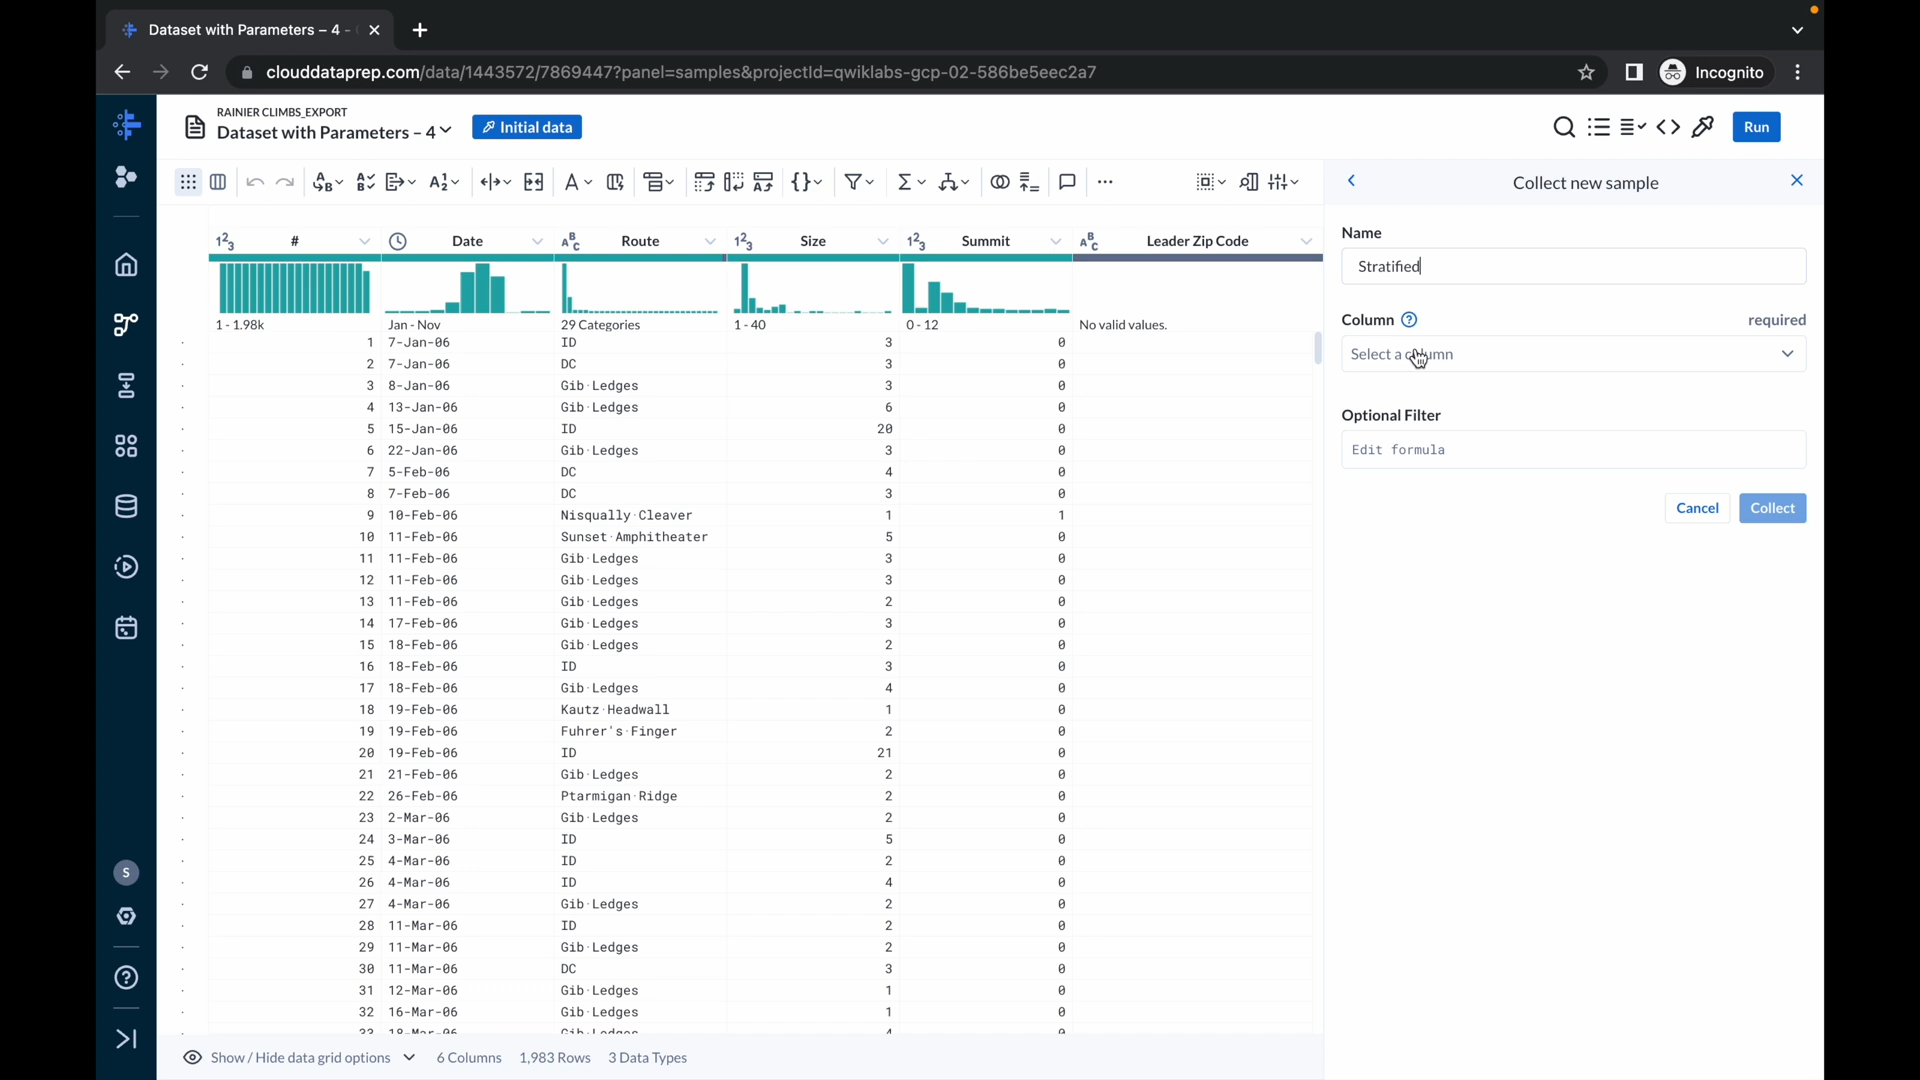 Dataset with Parameters – 4 -
clouddataprep.com/data/1443572/7869447?panel=samples&projectId=qwiklabs-gcp-02-586be5eec2a7
Incognito
RAINIER CLIMBS_EXPORT
Dataset with Parameters – 4
Initial data
Run
Collect new sample
Name
Stratified
Column
required
Select a column
Optional Filter
Edit formula
Cancel
Collect
# Date Route Size Summit Leader Zip Code
1 - 1.98k Jan - Nov 29 Categories 1 - 40 0 - 12 No valid values.
1 7-Jan-06 ID 3 0
2 7-Jan-06 DC 3 0
3 8-Jan-06 Gib·Ledges 3 0
4 13-Jan-06 Gib·Ledges 6 0
5 15-Jan-06 ID 20 0
6 22-Jan-06 Gib·Ledges 3 0
7 5-Feb-06 DC 4 0
8 7-Feb-06 DC 3 0
9 10-Feb-06 Nisqually·Cleaver 1 1
10 11-Feb-06 Sunset·Amphitheater 5 0
11 11-Feb-06 Gib·Ledges 3 0
12 11-Feb-06 Gib·Ledges 3 0
13 11-Feb-06 Gib·Ledges 2 0
14 17-Feb-06 Gib·Ledges 3 0
15 18-Feb-06 Gib·Ledges 2 0
16 18-Feb-06 ID 3 0
17 18-Feb-06 Gib·Ledges 4 0
18 19-Feb-06 Kautz·Headwall 1 0
19 19-Feb-06 Fuhrer's·Finger 2 0
20 19-Feb-06 ID 21 0
21 21-Feb-06 Gib·Ledges 2 0
22 26-Feb-06 Ptarmigan·Ridge 2 0
23 2-Mar-06 Gib·Ledges 2 0
24 3-Mar-06 ID 5 0
25 4-Mar-06 ID 2 0
26 4-Mar-06 ID 4 0
27 4-Mar-06 Gib·Ledges 2 0
28 11-Mar-06 ID 2 0
29 11-Mar-06 Gib·Ledges 2 0
30 11-Mar-06 DC 3 0
31 12-Mar-06 Gib·Ledges 1 0
32 16-Mar-06 Gib·Ledges 1 0
33 18-Mar-06 Gib·Ledges 4 0
S
Show / Hide data grid options 6 Columns 1,983 Rows 3 Data Types